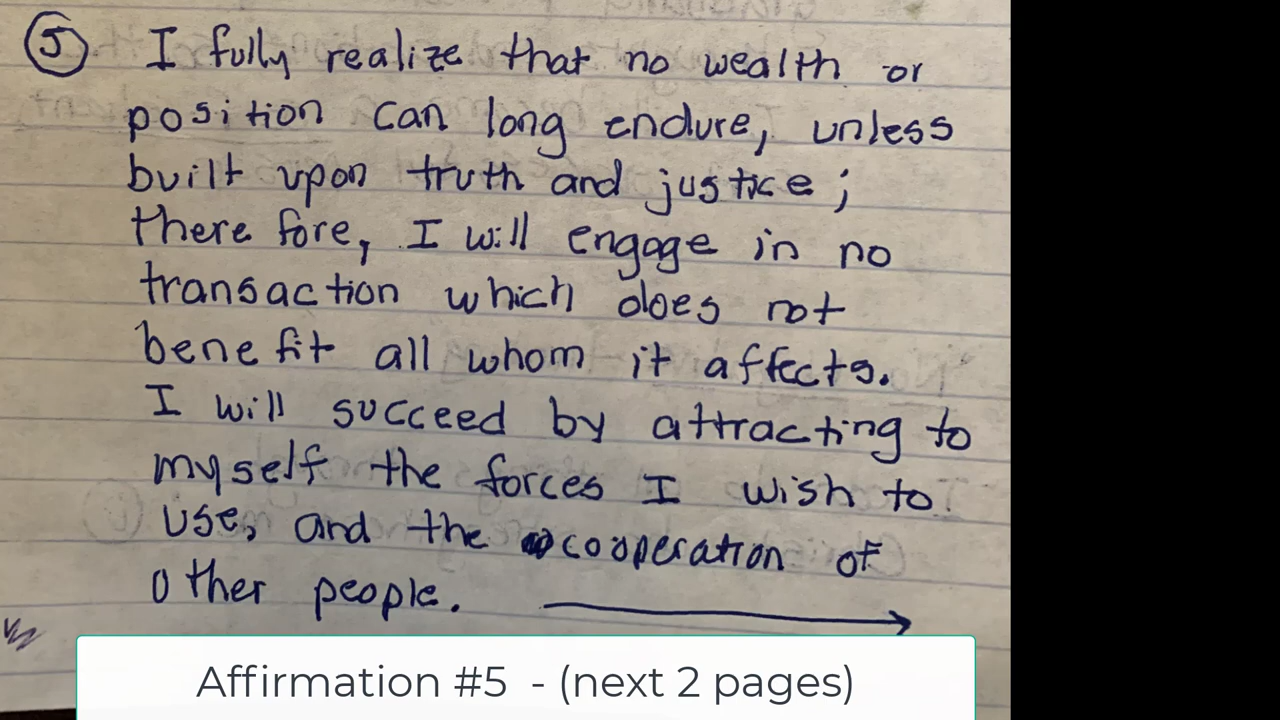 5 I fully realize that no wealth or
position can long endure, unless
built upon truth and justice;
there fore, I will engage in no
transaction which does not
benefit all whom it affects.
I will succeed by attracting to
myself the forces I wish to
use, and the cooperation of
other people.
Affirmation #5 - (next 2 pages)